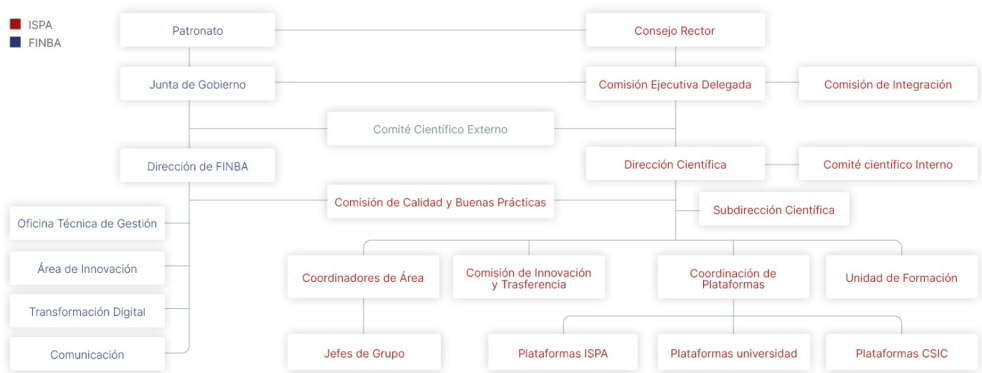 ISPA
FINBA
Patronato
Consejo Rector
Junta de Gobierno
Comisión Ejecutiva Delegada
Comisión de Integración
Comité Científico Externo
Dirección de FINBA
Dirección Científica
Comité científico Interno
Comisión de Calidad y Buenas Prácticas
Subdirección Científica
Oficina Técnica de Gestión
Área de Innovación
Transformación Digital
Comunicación
Coordinadores de Área
Comisión de Innovación
y Trasferencia
Coordinación de
Plataformas
Unidad de Formación
Jefes de Grupo
Plataformas ISPA
Plataformas universidad
Plataformas CSIC